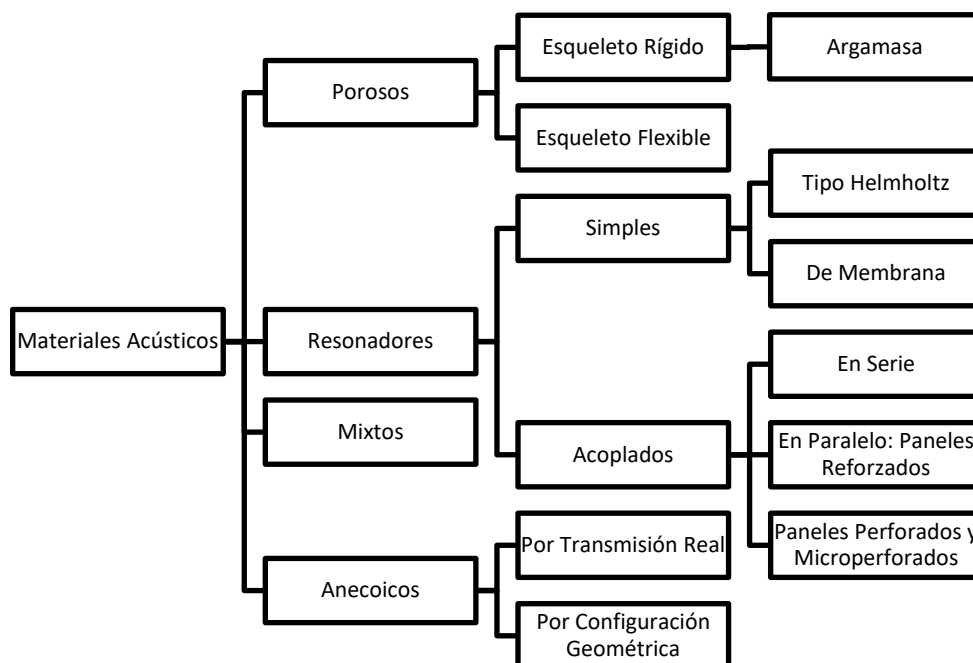 Materiales Acústicos
Porosos
Esqueleto Rígido
Argamasa
Esqueleto Flexible
Resonadores
Simples
Tipo Helmholtz
De Membrana
Acoplados
En Serie
En Paralelo: Paneles
Reforzados
Paneles Perforados y
Microperforados
Mixtos
Anecoicos
Por Transmisión Real
Por Configuración
Geométrica